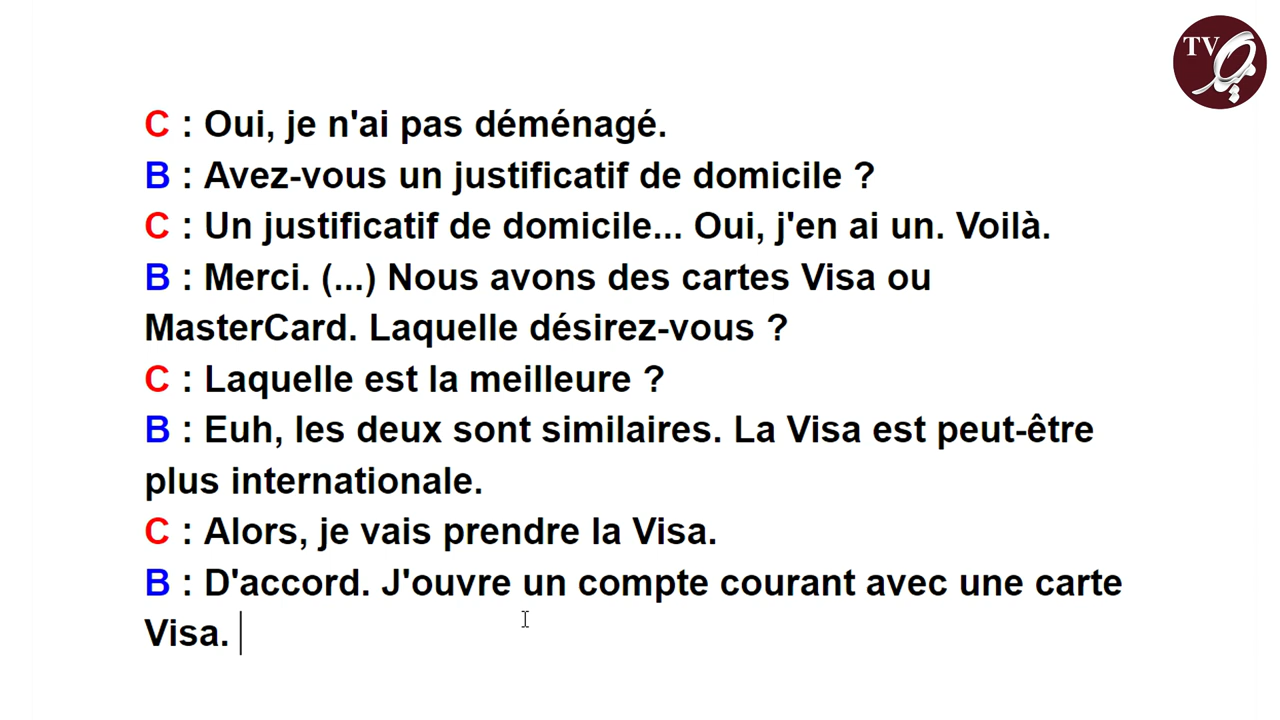 TV
C : Oui, je n'ai pas déménagé.
B : Avez-vous un justificatif de domicile ?
C : Un justificatif de domicile... Oui, j'en ai un. Voilà.
B : Merci. (...) Nous avons des cartes Visa ou
MasterCard. Laquelle désirez-vous ?
C : Laquelle est la meilleure ?
B : Euh, les deux sont similaires. La Visa est peut-être
plus internationale.
C : Alors, je vais prendre la Visa.
B : D'accord. J'ouvre un compte courant avec une carte
Visa.